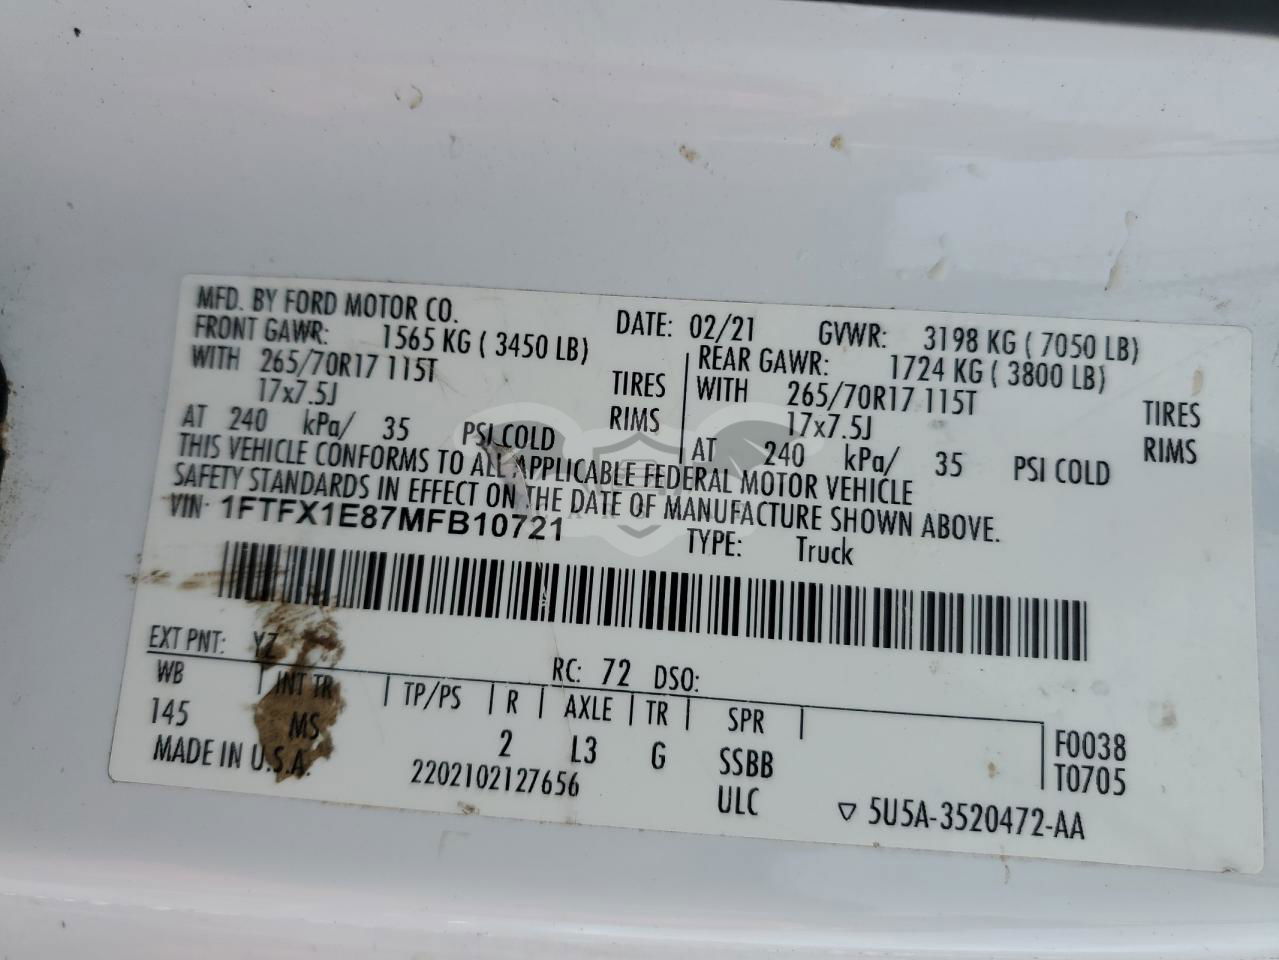 MFD. BY FORD MOTOR CO. DATE: 02/21 GVWR: 3198 KG ( 7050 LB)
FRONT GAWR: 1565 KG ( 3450 LB) REAR GAWR: 1724 KG ( 3800 LB)
WITH 265/70R17 115T TIRES WITH 265/70R17 115T TIRES
17x7.5J RIMS 17x7.5J RIMS
AT 240 kPa/ 35 PSI COLD AT 240 kPa/ 35 PSI COLD
THIS VEHICLE CONFORMS TO ALL APPLICABLE FEDERAL MOTOR VEHICLE
SAFETY STANDARDS IN EFFECT ON THE DATE OF MANUFACTURE SHOWN ABOVE.
VIN: 1FTFX1E87MFB10721 TYPE: Truck
EXT PNT: YZ RC: 72 DSO:
WB INT TR TP/PS R AXLE TR SPR
145 MS 2 L3 G SSBB F0038
MADE IN U.S.A. 2202102127656 ULC T0705
▽ 5U5A-3520472-AA